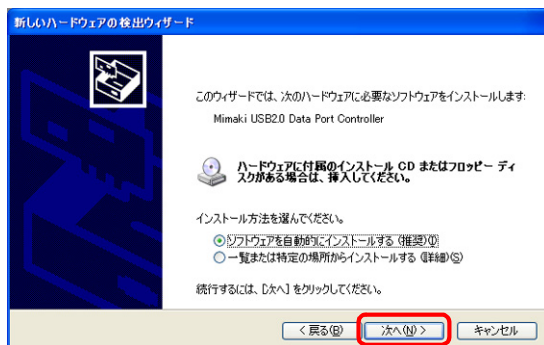 新しいハードウェアの検出ウィザード
このウィザードでは、次のハードウェアに必要なソフトウェアをインストールします:
Mimaki USB2.0 Data Port Controller
ハードウェアに付属のインストール CD またはフロッピー ディ
スクがある場合は、挿入してください。
インストール方法を選んでください。
ソフトウェアを自動的にインストールする (推奨)(I)
一覧または特定の場所からインストールする (詳細)(S)
続行するには、[次へ] をクリックしてください。
< 戻る(B)
次へ(N) >
キャンセル